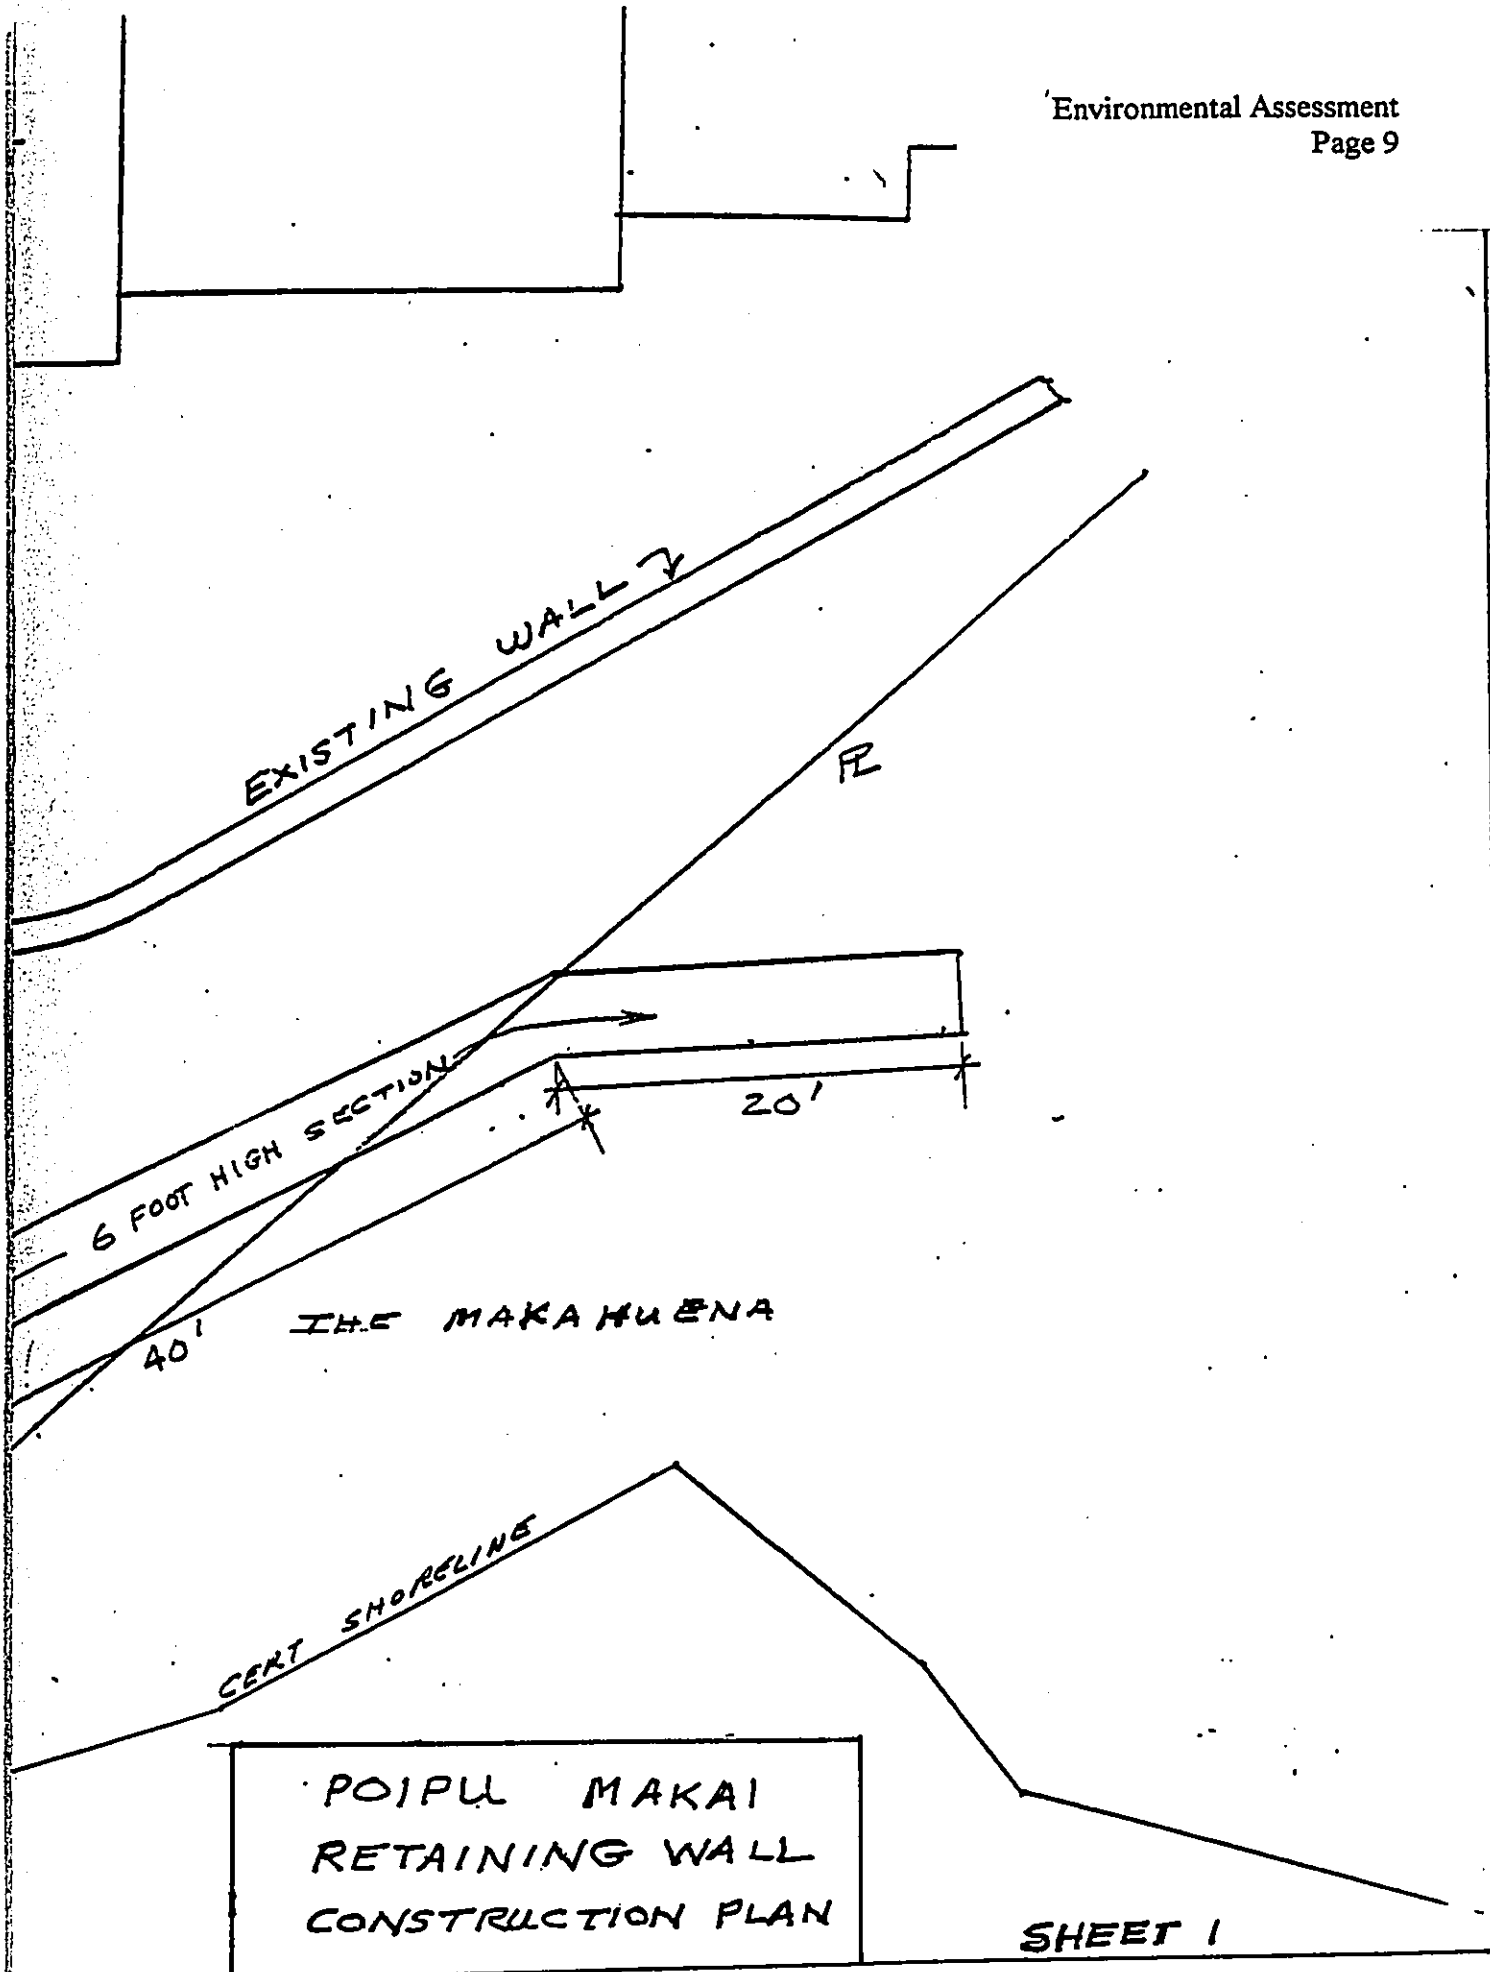 Environmental Assessment
Page 9
EXISTING WALL
PL
6 FOOT HIGH SECTION
20'
40'
THE MAKAHUENA
CERT SHORELINE
POIPU MAKAI
RETAINING WALL
CONSTRUCTION PLAN
SHEET 1